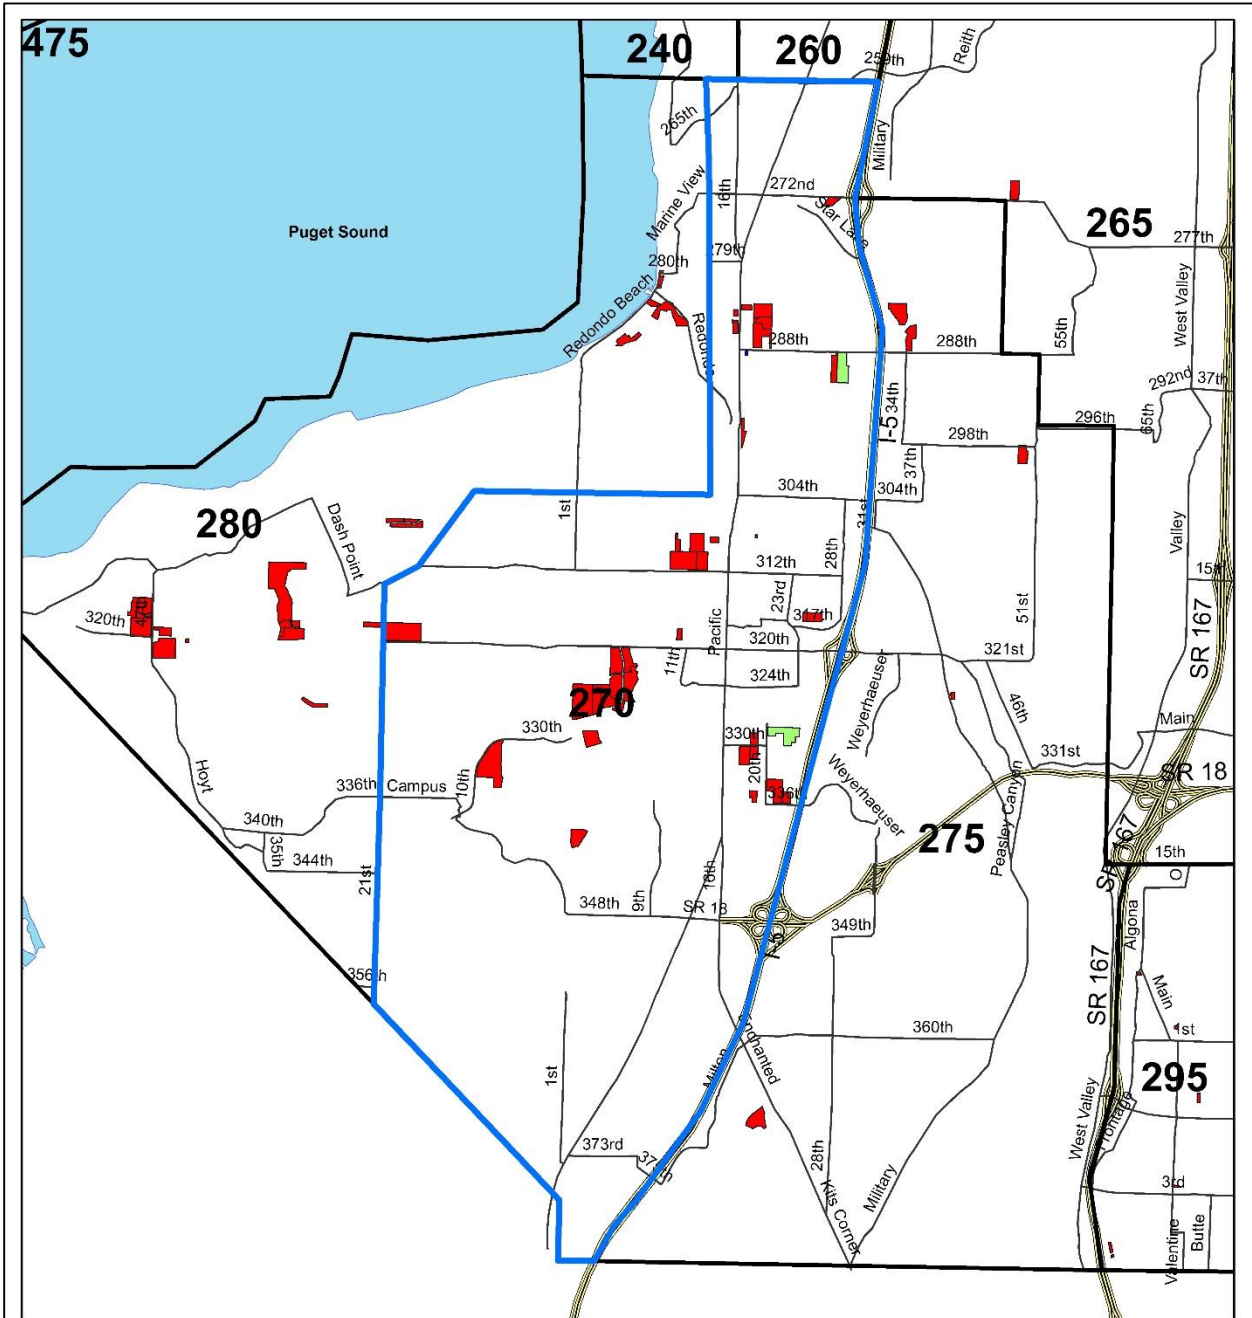 475
240
260
259th
Reith
265th
Military
Marine View
16th
272nd
Star Lake
265
277th
Puget Sound
279th
280th
West Valley
Redondo Beach
Redondo
288th
288th
55th
292nd
37th
34th
I-5
65th
296th
298th
37th
304th
304th
1st
31st
Dash Point
280
Valley
312th
28th
15th
23rd
47th
320th
317th
51st
SR 167
Pacific
320th
321st
11th
324th
46th
270
Weyerhaeuser
Main
330th
330th
331st
Hoyt
20th
SR 18
336th
Campus
10th
336th
Weyerhaeuser
Peasley Canyon
340th
275
35th
344th
SR 167
15th
21st
16th
O
348th
9th
SR 18
349th
Algona
I-5
356th
SR 167
Main
Enchanted
360th
1st
1st
Milton
295
West Valley
Frontage
373rd
28th
Military
3rd
Kits Corner
Valentine
Butte